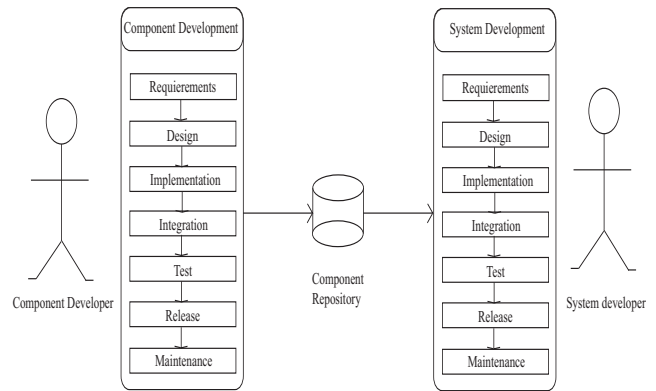 Component Development
Requierements
Design
Implementation
Integration
Test
Release
Maintenance
Component Developer
Component
Repository
System Development
Requierements
Design
Implementation
Integration
Test
Release
Maintenance
System developer